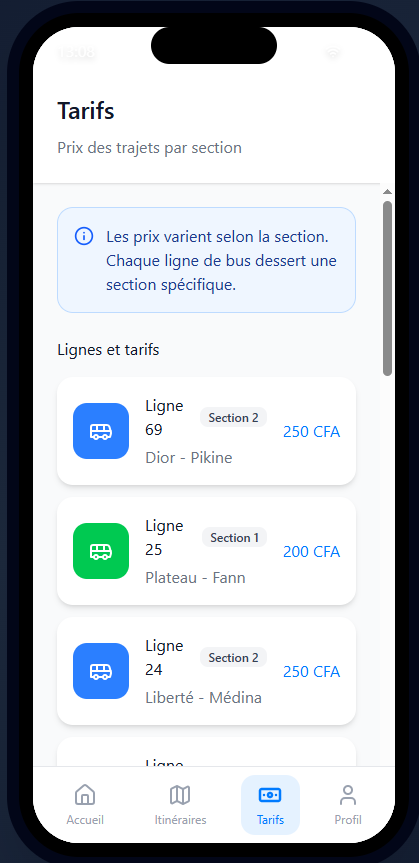 Tarifs
Prix des trajets par section
Les prix varient selon la section.
Chaque ligne de bus dessert une
section spécifique.
Lignes et tarifs
Ligne
69
Section 2
250 CFA
Dior - Pikine
Ligne
25
Section 1
200 CFA
Plateau - Fann
Ligne
24
Section 2
250 CFA
Liberté - Médina
Ligne
Accueil
Itinéraires
Tarifs
Profil